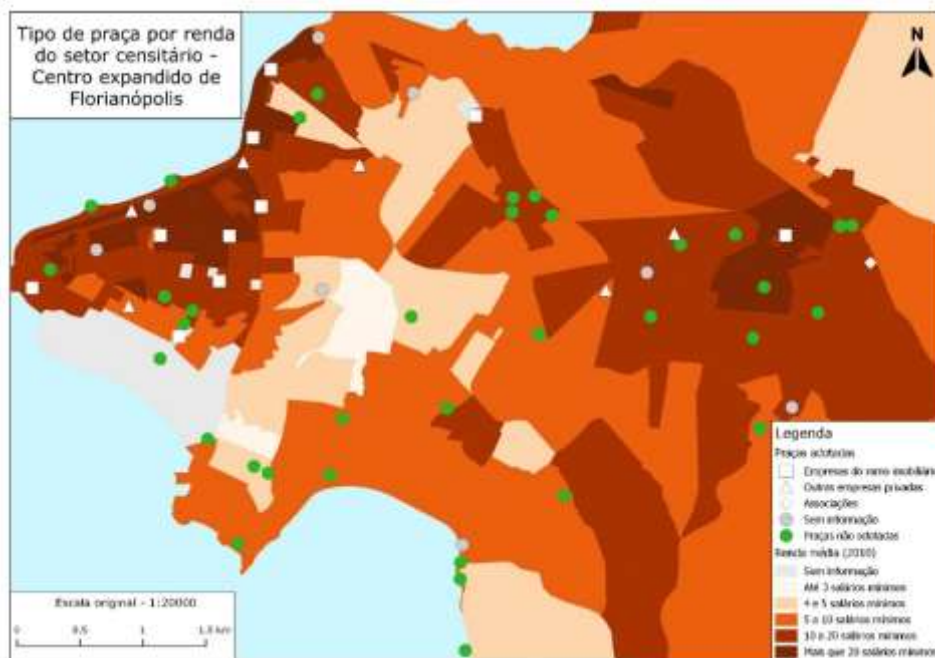 Tipo de praça por renda
do setor censitário -
Centro expandido de
Florianópolis
N
Legenda
Praças adotadas
Empresas do ramo imobiliário
Outras empresas privadas
Associações
Sem informação
Praças não adotadas
Renda média (2010)
Sem informação
Até 3 salários mínimos
4 e 5 salários mínimos
5 a 10 salários mínimos
10 a 20 salários mínimos
Mais que 20 salários mínimos
Escala original - 1:20000
0 0.5 1 1.5 km